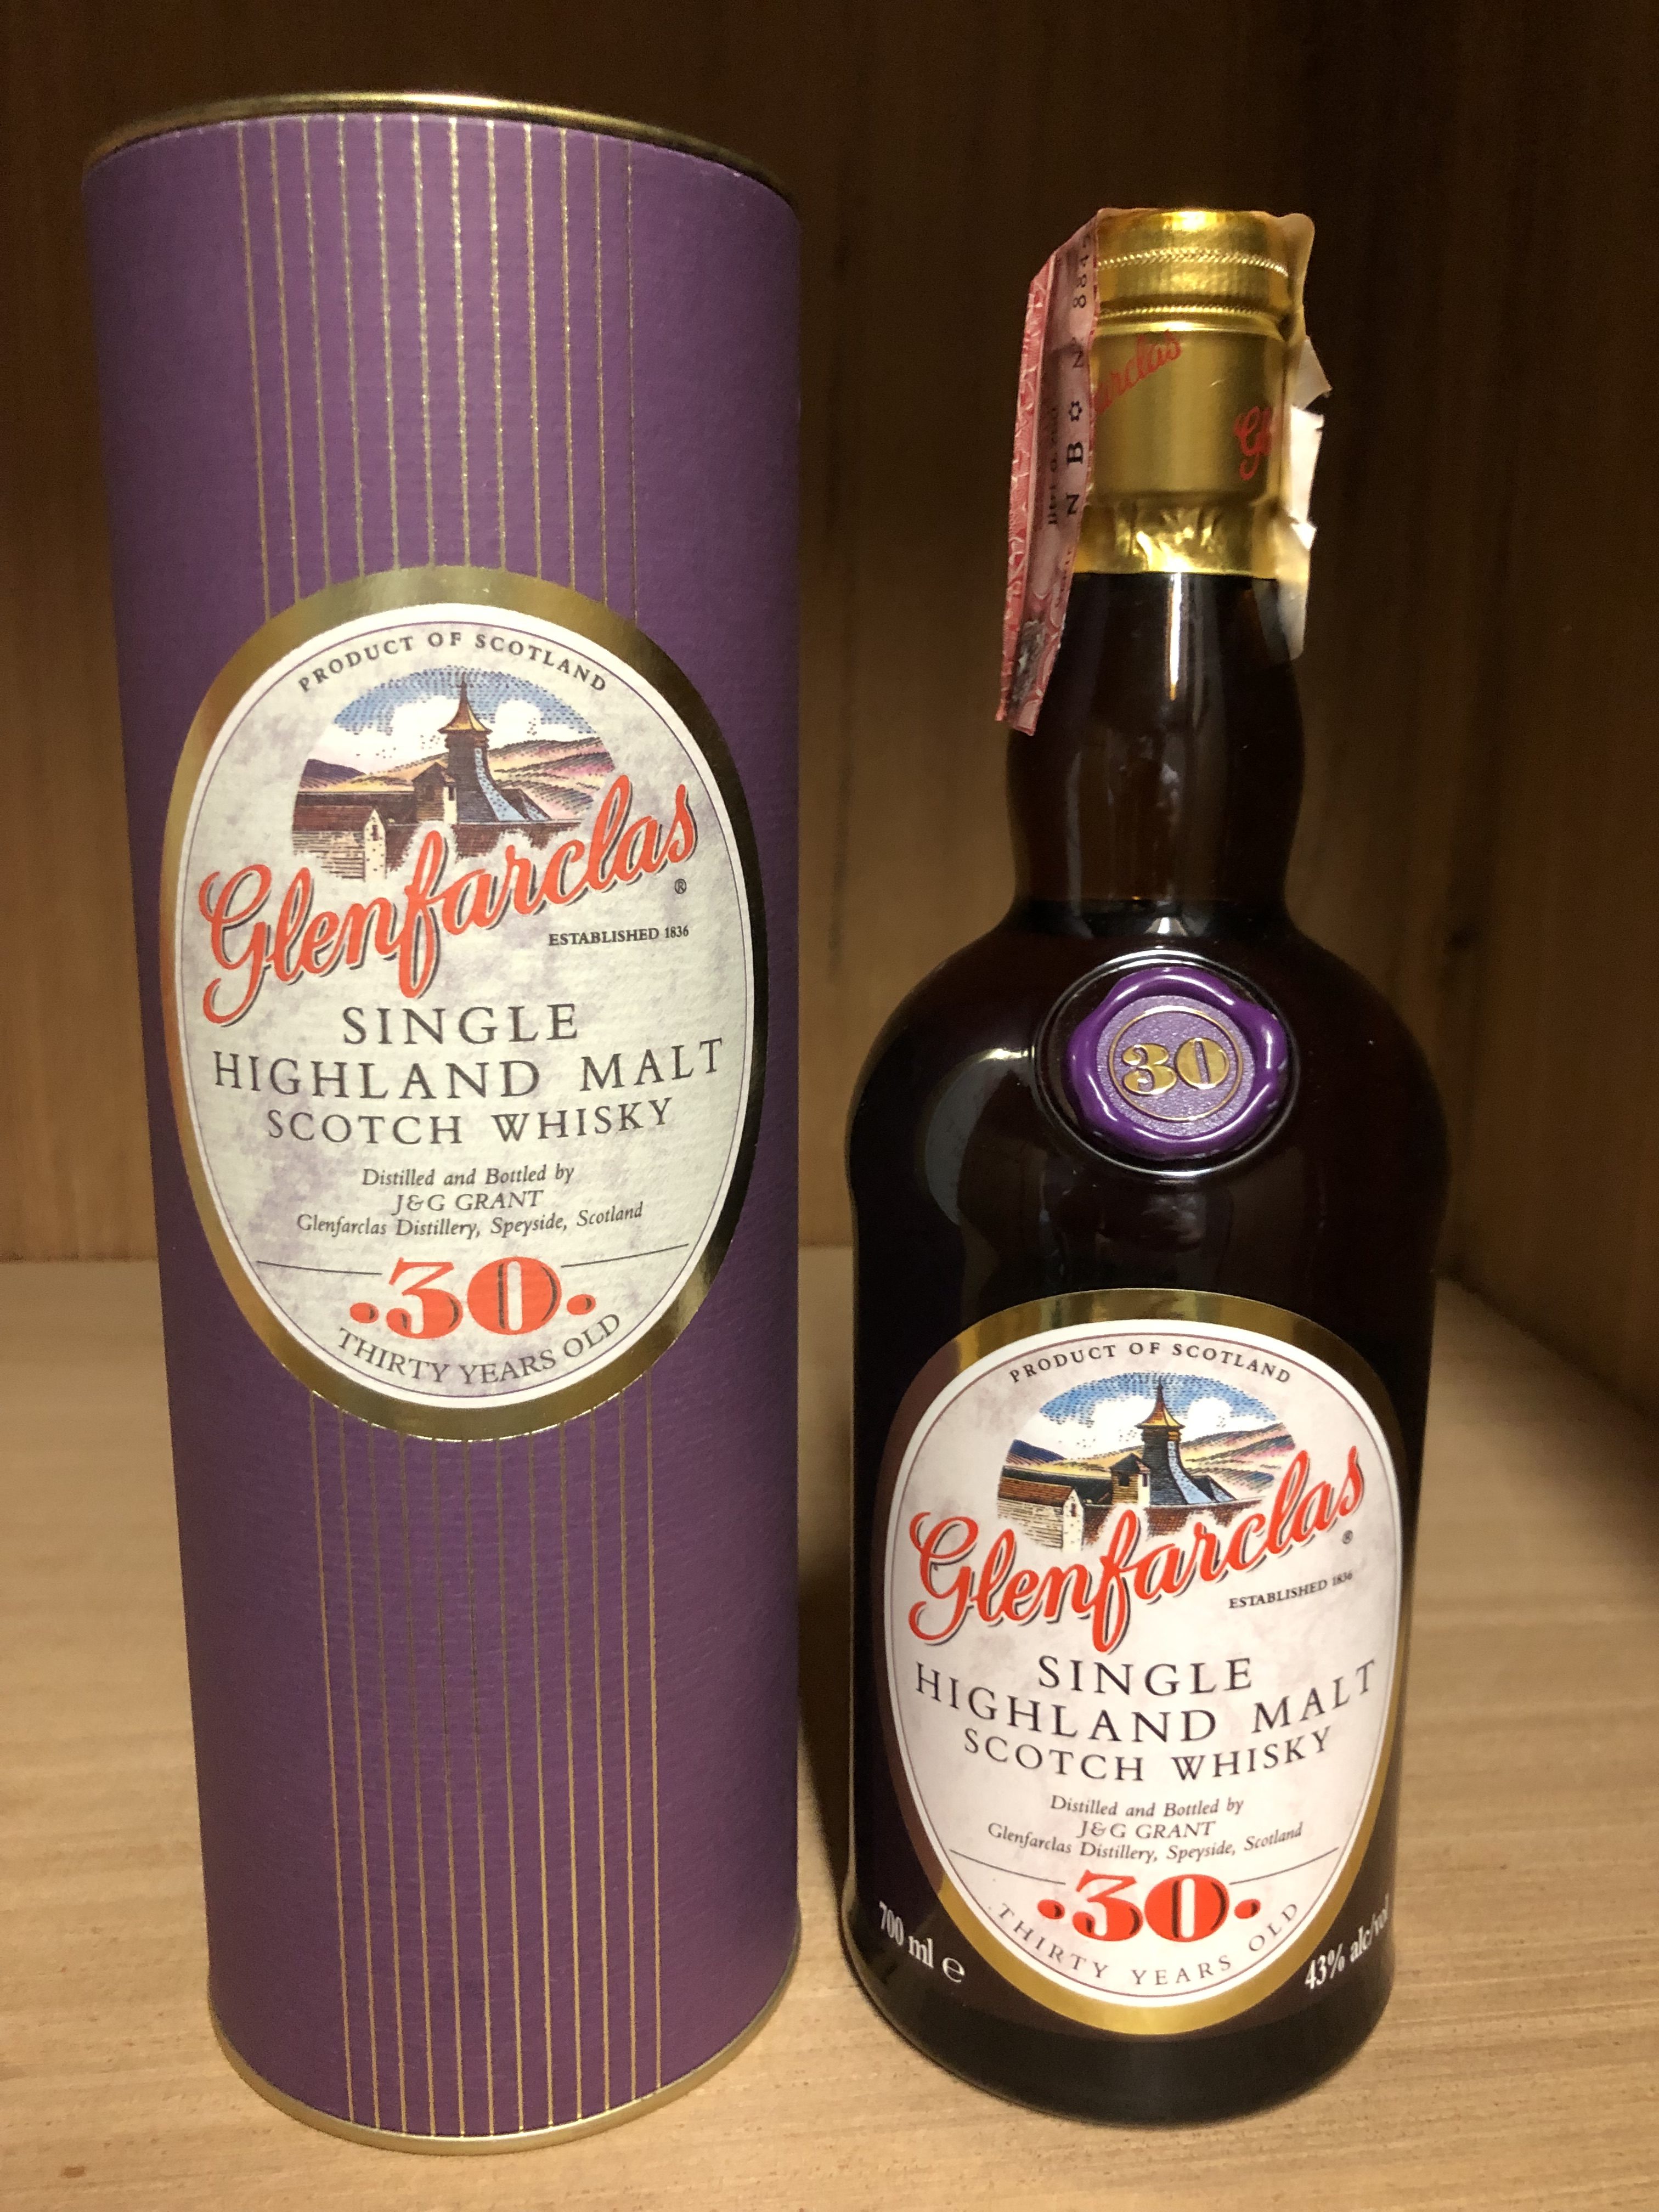 PRODUCT OF SCOTLAND
Glenfarclas®
ESTABLISHED 1836
SINGLE
HIGHLAND MALT
SCOTCH WHISKY
Distilled and Bottled by
J&G GRANT
Glenfarclas Distillery, Speyside, Scotland
·30·
THIRTY YEARS OLD
30
PRODUCT OF SCOTLAND
Glenfarclas®
ESTABLISHED 1836
SINGLE
HIGHLAND MALT
SCOTCH WHISKY
Distilled and Bottled by
J&G GRANT
Glenfarclas Distillery, Speyside, Scotland
·30·
THIRTY YEARS OLD
700 ml ℮
43% alc/vol